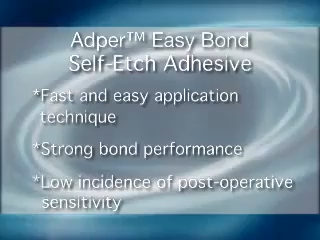 Adper™ Easy Bond
Self-Etch Adhesive
*Fast and easy application
technique
*Strong bond performance
*Low incidence of post-operative
sensitivity